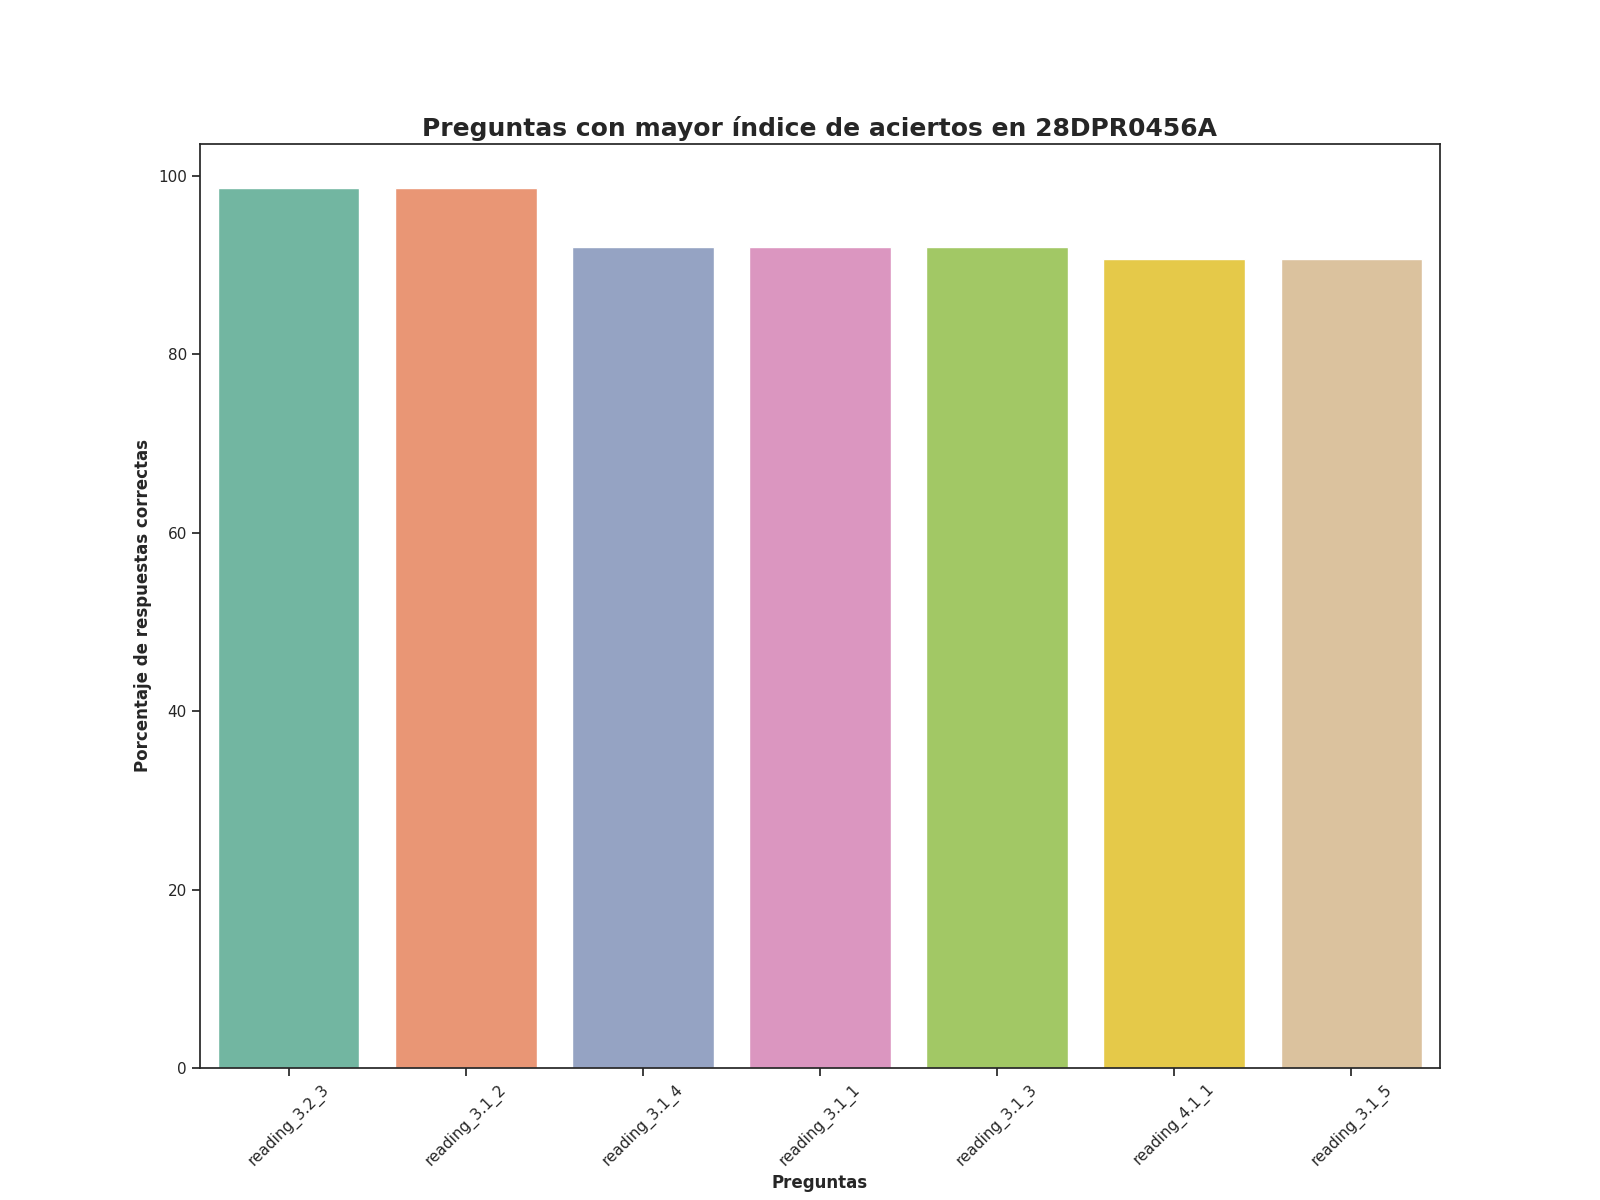 Preguntas con mayor índice de aciertos en 28DPR0456A
Porcentaje de respuestas correctas
100
80
60
40
20
0
reading_3.2_3
reading_3.1_2
reading_3.1_4
reading_3.1_1
reading_3.1_3
reading_4.1_1
reading_3.1_5
Preguntas